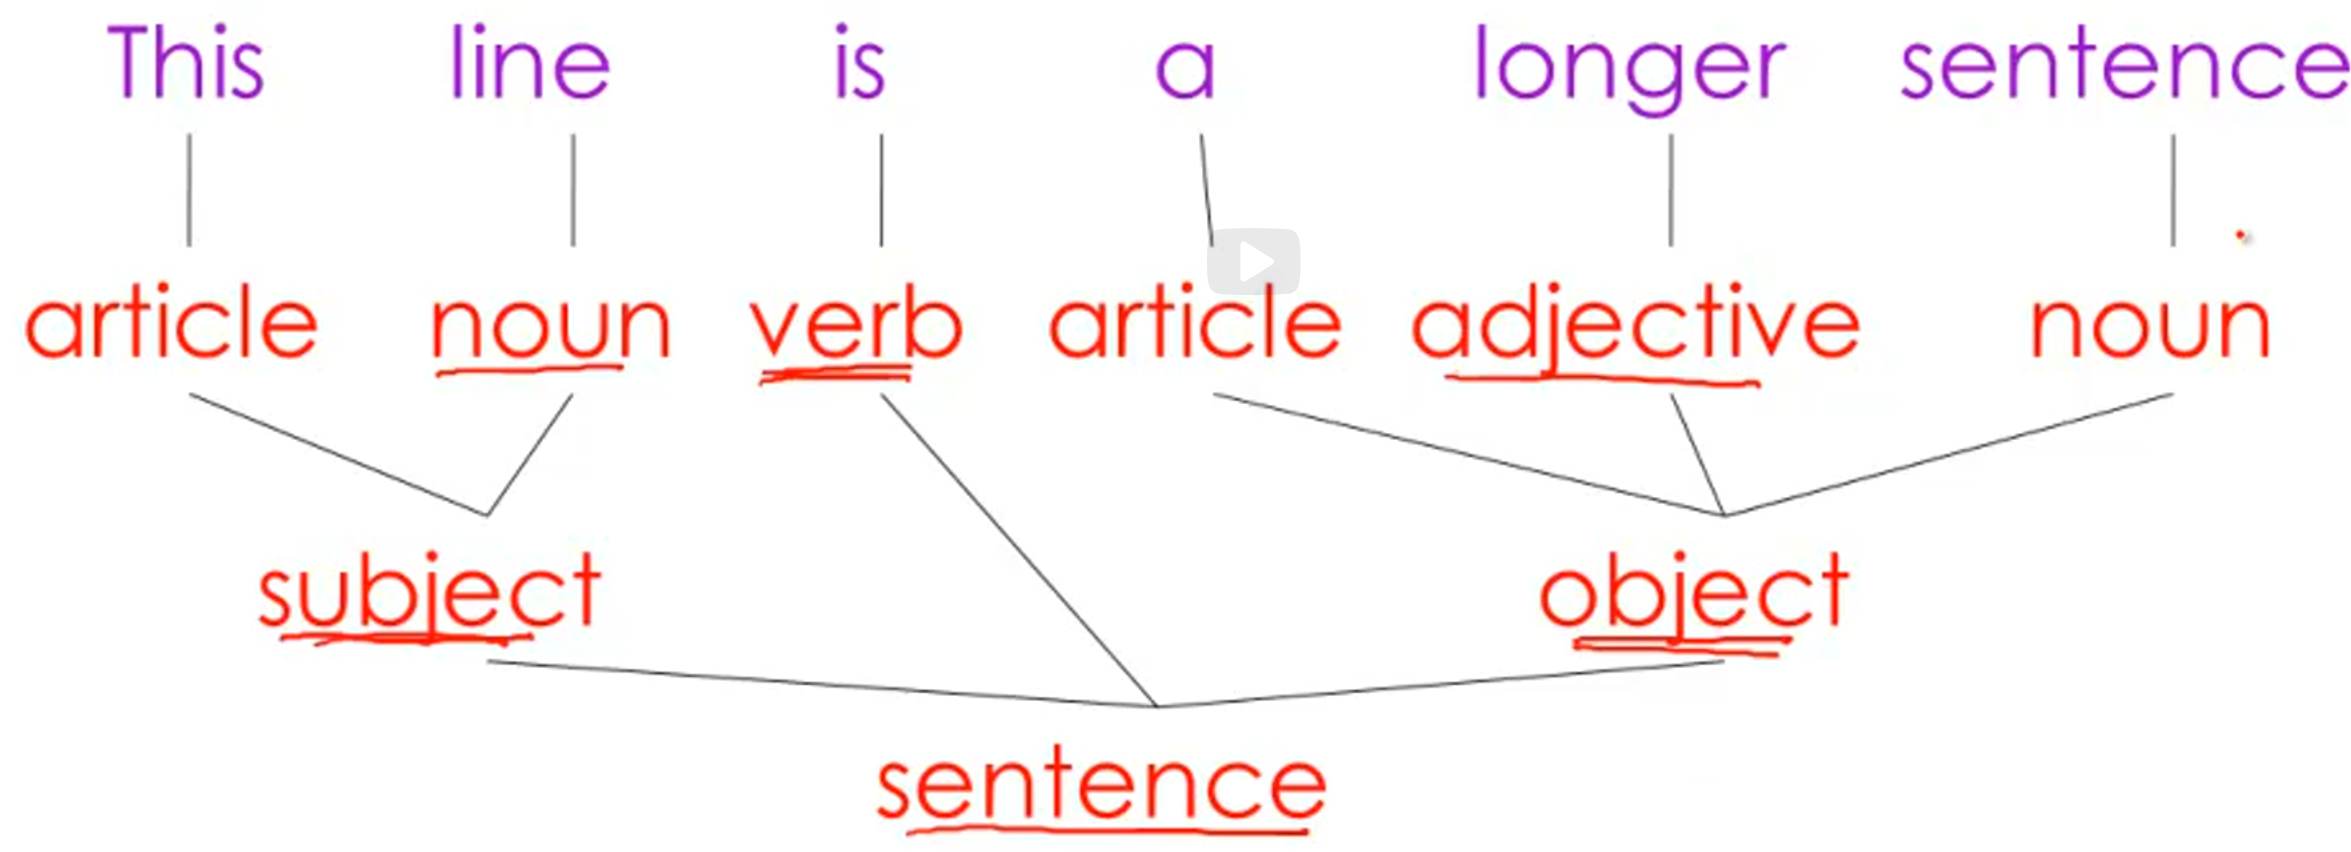 This line is a longer sentence
article noun verb article adjective noun
subject object
sentence